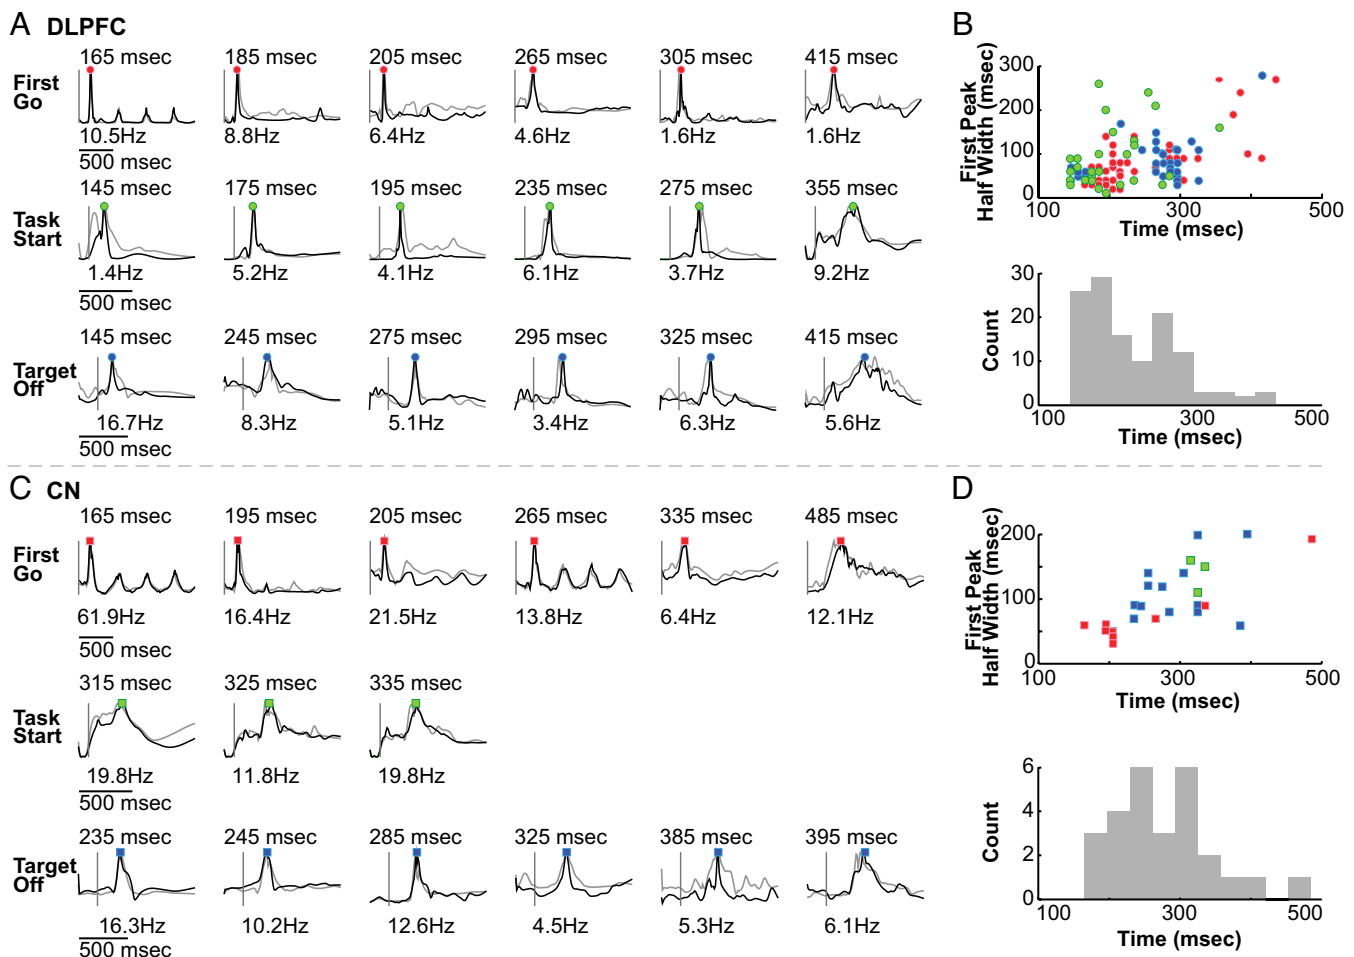 A DLPFC
165 msec 185 msec 205 msec 265 msec 305 msec 415 msec
First
Go
10.5Hz 8.8Hz 6.4Hz 4.6Hz 1.6Hz 1.6Hz
500 msec
145 msec 175 msec 195 msec 235 msec 275 msec 355 msec
Task
Start
1.4Hz 5.2Hz 4.1Hz 6.1Hz 3.7Hz 9.2Hz
500 msec
145 msec 245 msec 275 msec 295 msec 325 msec 415 msec
Target
Off
16.7Hz 8.3Hz 5.1Hz 3.4Hz 6.3Hz 5.6Hz
500 msec
B
First Peak
Half Width (msec)
300
200
100
0
100 300 500
Time (msec)
Count
30
20
10
0
100 300 500
Time (msec)
C CN
165 msec 195 msec 205 msec 265 msec 335 msec 485 msec
First
Go
61.9Hz 16.4Hz 21.5Hz 13.8Hz 6.4Hz 12.1Hz
500 msec
315 msec 325 msec 335 msec
Task
Start
19.8Hz 11.8Hz 19.8Hz
500 msec
235 msec 245 msec 285 msec 325 msec 385 msec 395 msec
Target
Off
16.3Hz 10.2Hz 12.6Hz 4.5Hz 5.3Hz 6.1Hz
500 msec
D
First Peak
Half Width (msec)
200
100
0
100 300 500
Time (msec)
Count
6
4
2
0
100 300 500
Time (msec)